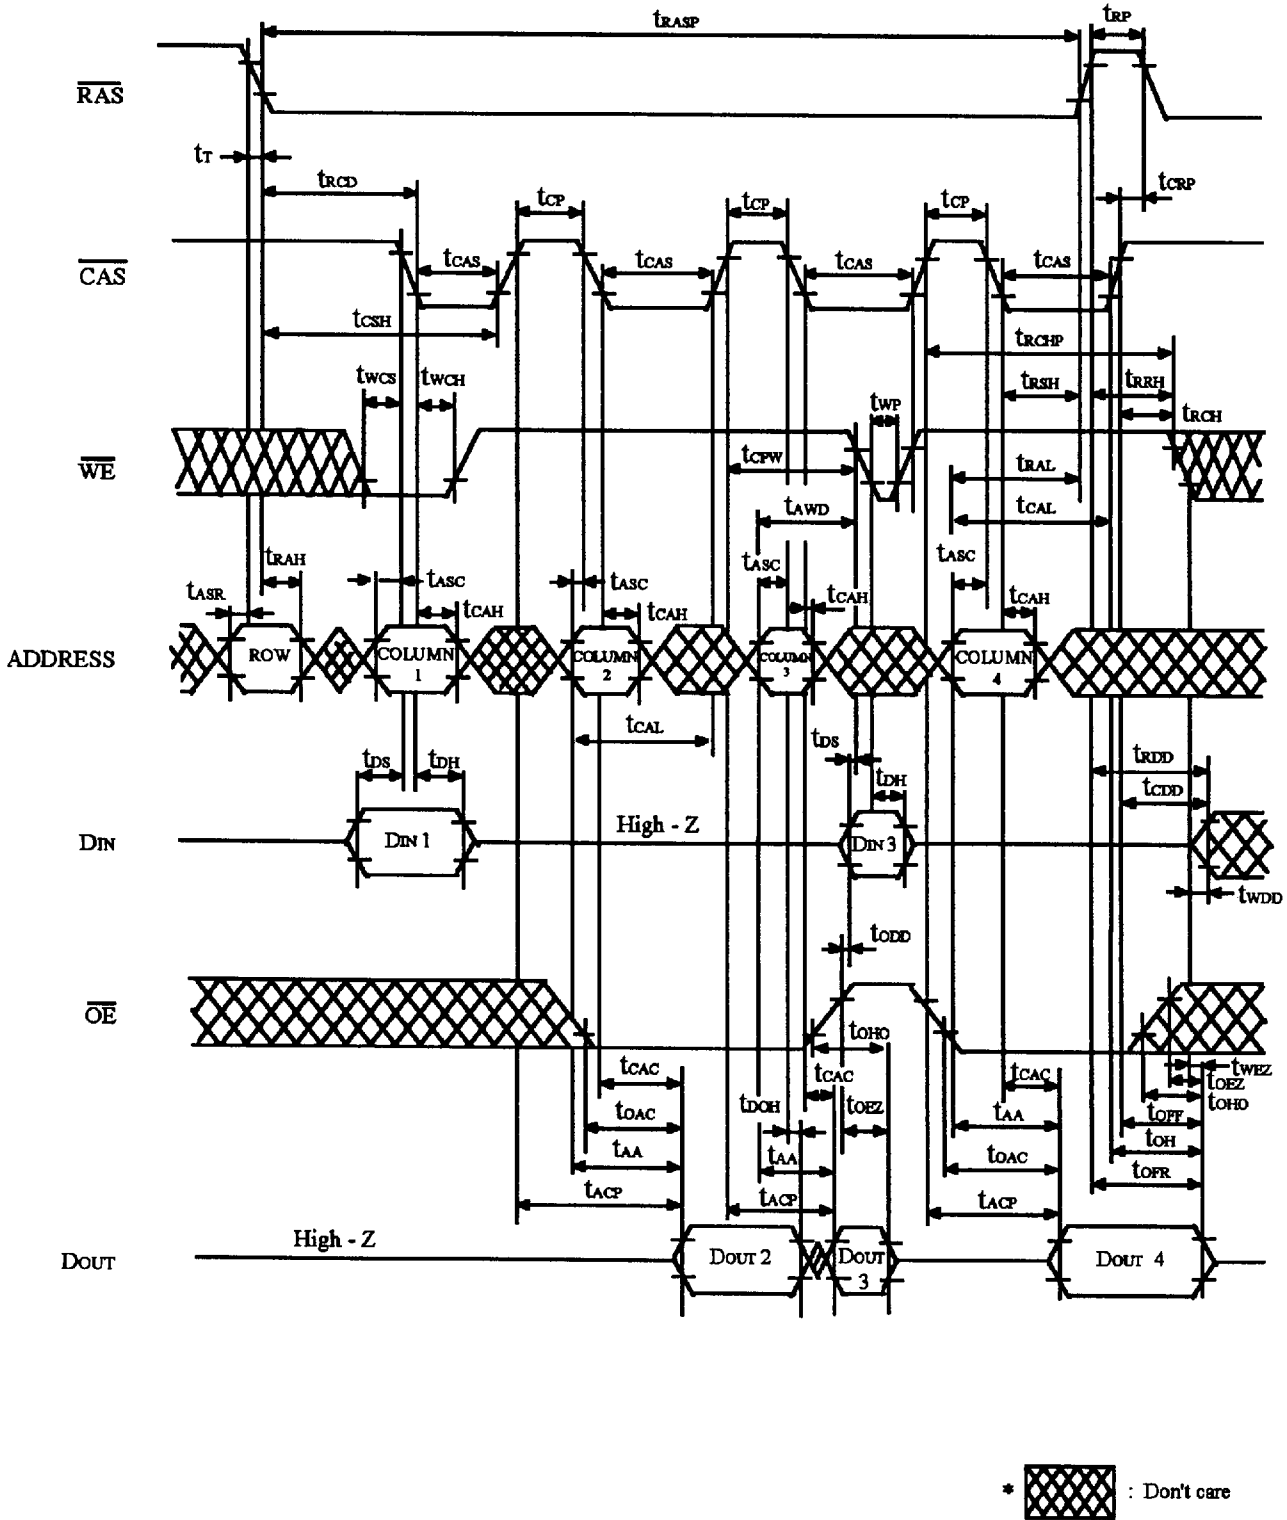 tRASP
tRP
RAS
tT
tRCD
tCP
tCP
tCP
tCRP
CAS
tCAS
tCAS
tCAS
tCAS
tCSH
tRCHP
tWCS
tWCH
tWP
tRSH
tRRH
tRCH
WE
tCPW
tRAL
tAWD
tCAL
tRAH
tASC
tASC
tASC
tASC
tASR
tCAH
tCAH
tCAH
tCAH
ADDRESS
ROW
COLUMN
1
COLUMN
2
COLUMN
3
COLUMN
4
tCAL
tDS
tDH
tDS
tDH
tRDD
tCDD
DIN
DIN 1
High - Z
DIN 3
tWDD
tODD
OE
tOHO
tCAC
tCAC
tCAC
tWEZ
tOEZ
tOHO
tOAC
tDOH
tOEZ
tAA
tOFF
tAA
tAA
tOAC
tOH
tACP
tACP
tACP
tOFR
DOUT
High - Z
DOUT 2
DOUT
3
DOUT 4
* : Don't care